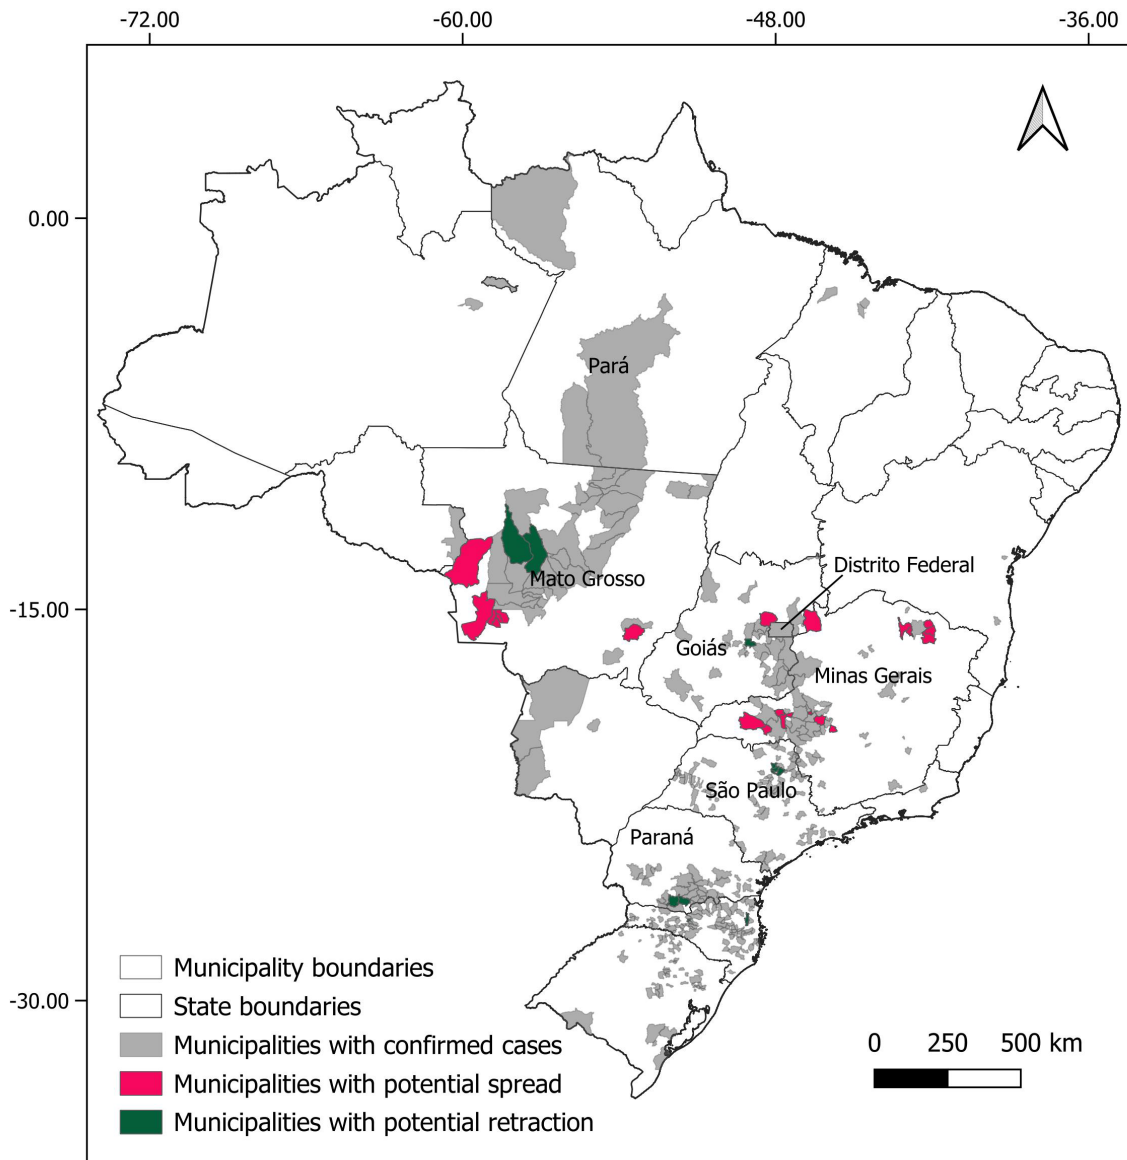 -72.00 -60.00 -48.00 -36.00
0.00
Pará
Distrito Federal
Mato Grosso
-15.00
Goiás
Minas Gerais
São Paulo
Paraná
Municipality boundaries
-30.00
State boundaries
Municipalities with confirmed cases
0 250 500 km
Municipalities with potential spread
Municipalities with potential retraction